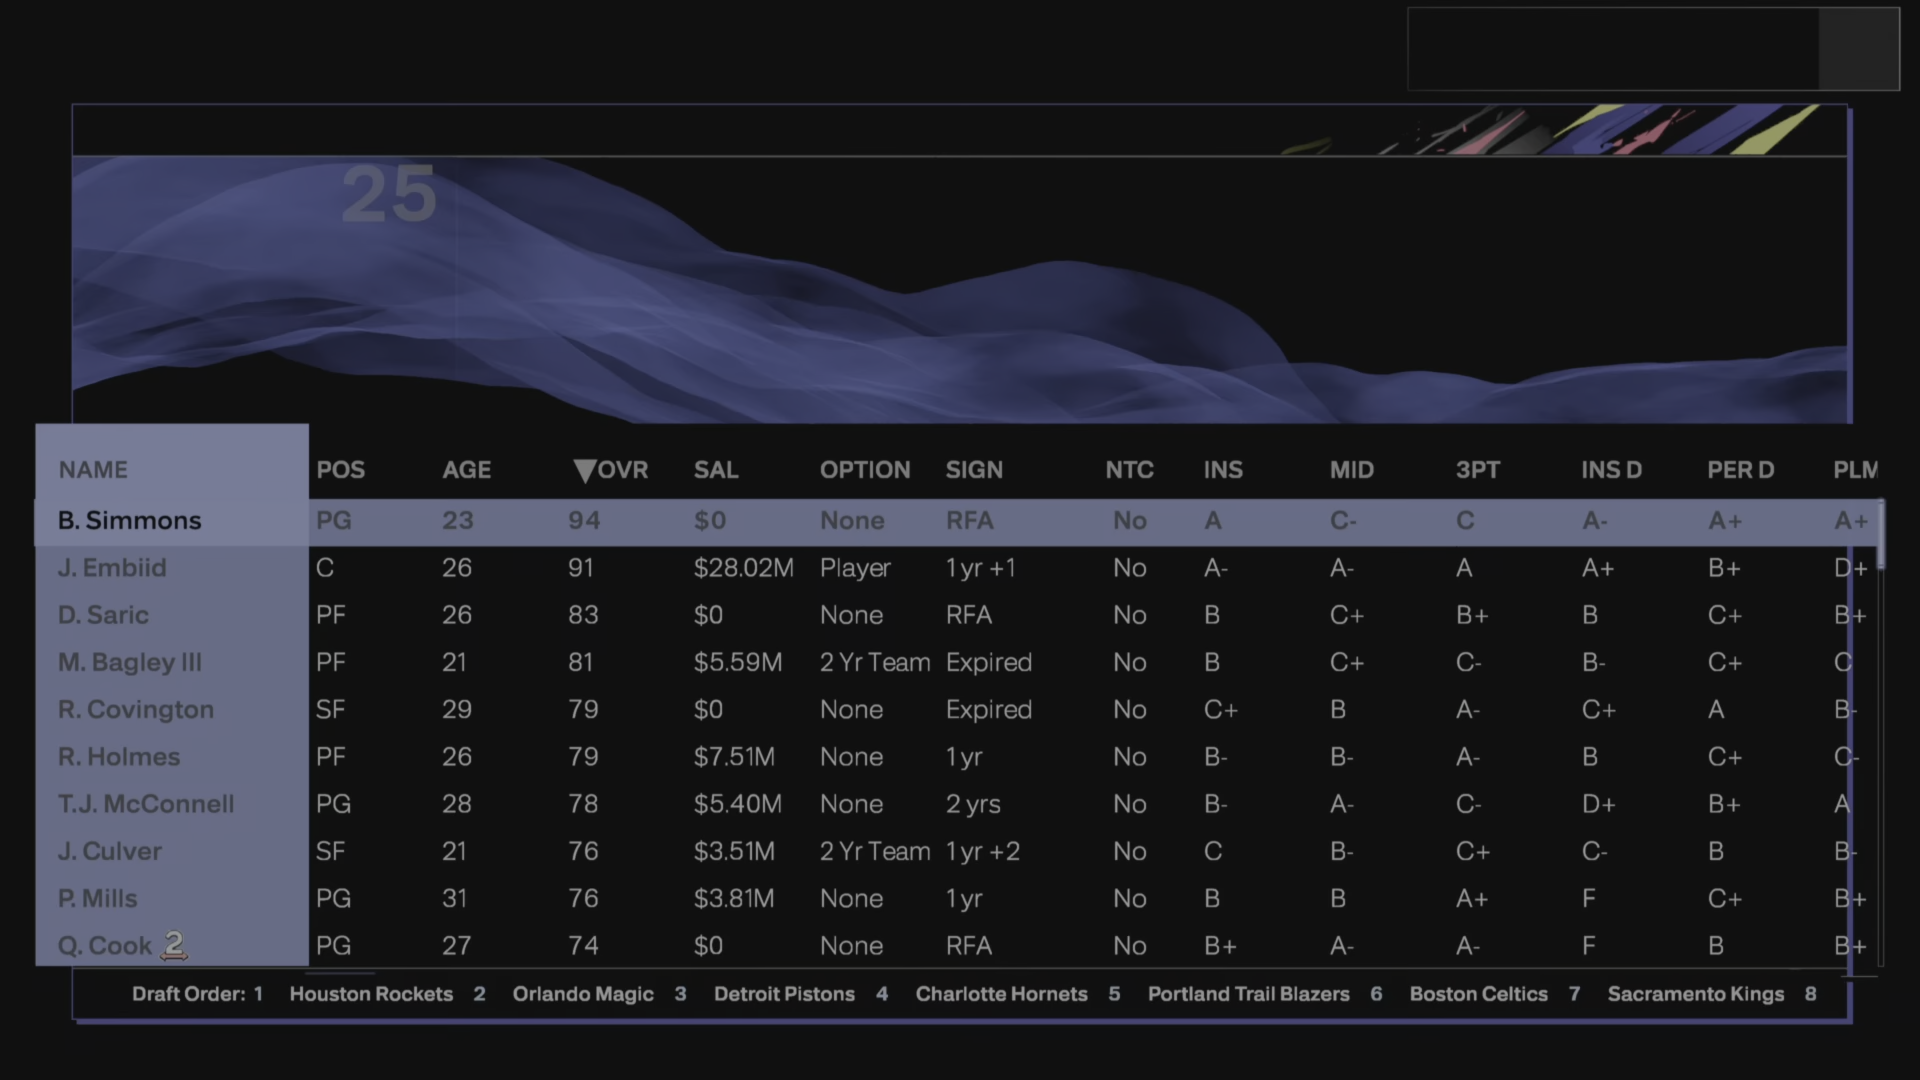 25
NAME POS AGE ▼OVR SAL OPTION SIGN NTC INS MID 3PT INS D PER D PLM
B. Simmons PG 23 94 $0 None RFA No A C- C A- A+ A+
J. Embiid C 26 91 $28.02M Player 1 yr +1 No A- A- A A+ B+ D+
D. Saric PF 26 83 $0 None RFA No B C+ B+ B C+ B+
M. Bagley III PF 21 81 $5.59M 2 Yr Team Expired No B C+ C- B- C+ C
R. Covington SF 29 79 $0 None Expired No C+ B A- C+ A B-
R. Holmes PF 26 79 $7.51M None 1 yr No B- B- A- B C+ C-
T.J. McConnell PG 28 78 $5.40M None 2 yrs No B- A- C- D+ B+ A
J. Culver SF 21 76 $3.51M 2 Yr Team 1 yr +2 No C B- C+ C- B B-
P. Mills PG 31 76 $3.81M None 1 yr No B B A+ F C+ B+
Q. Cook 2 PG 27 74 $0 None RFA No B+ A- A- F B B+
Draft Order: 1 Houston Rockets 2 Orlando Magic 3 Detroit Pistons 4 Charlotte Hornets 5 Portland Trail Blazers 6 Boston Celtics 7 Sacramento Kings 8